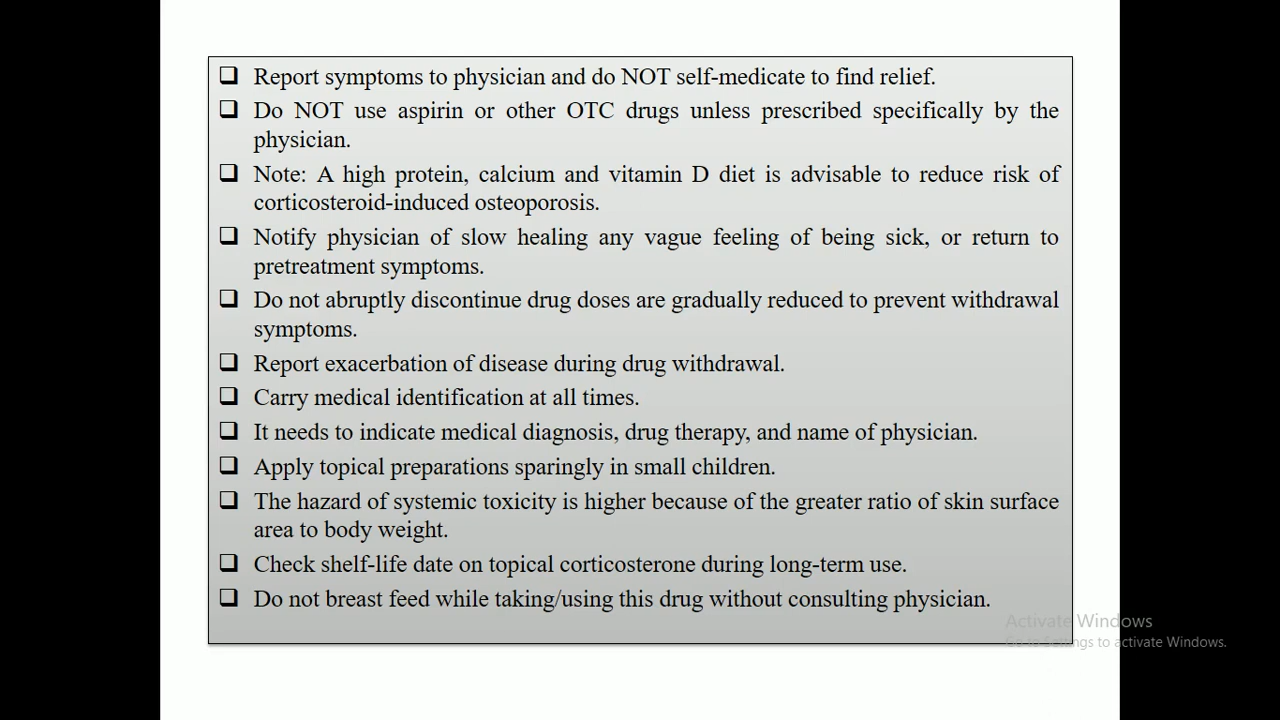 ❑ Report symptoms to physician and do NOT self-medicate to find relief.
❑ Do NOT use aspirin or other OTC drugs unless prescribed specifically by the
physician.
❑ Note: A high protein, calcium and vitamin D diet is advisable to reduce risk of
corticosteroid-induced osteoporosis.
❑ Notify physician of slow healing any vague feeling of being sick, or return to
pretreatment symptoms.
❑ Do not abruptly discontinue drug doses are gradually reduced to prevent withdrawal
symptoms.
❑ Report exacerbation of disease during drug withdrawal.
❑ Carry medical identification at all times.
❑ It needs to indicate medical diagnosis, drug therapy, and name of physician.
❑ Apply topical preparations sparingly in small children.
❑ The hazard of systemic toxicity is higher because of the greater ratio of skin surface
area to body weight.
❑ Check shelf-life date on topical corticosterone during long-term use.
❑ Do not breast feed while taking/using this drug without consulting physician.
Activate Windows
Go to Settings to activate Windows.